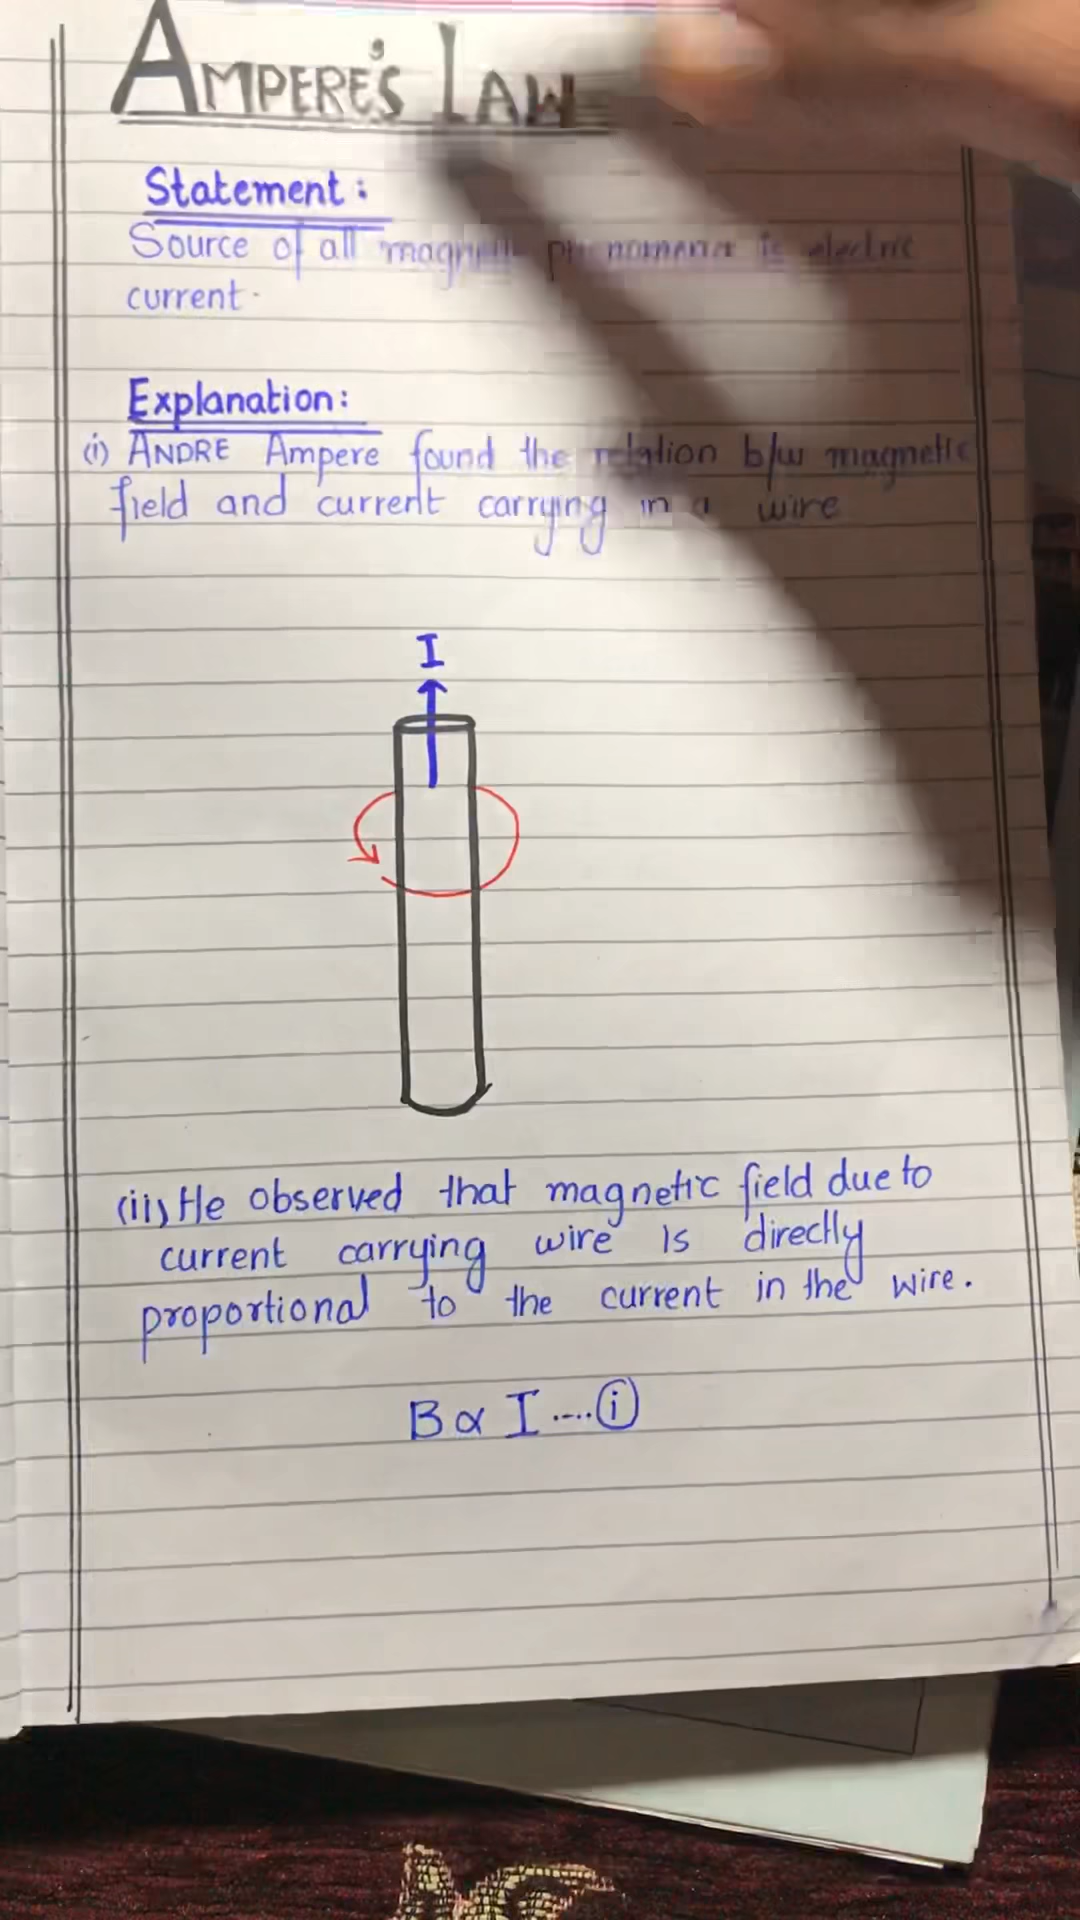 AMPERE'S LAW
Statement:
Source of all magnetic phenomena is electric
current.
Explanation:
(i) ANDRE Ampere found the relation b/w magnetic
field and current carrying in a wire
I
(ii) He observed that magnetic field due to
current carrying wire is directly
proportional to the current in the wire.
B ∝ I ....(i)